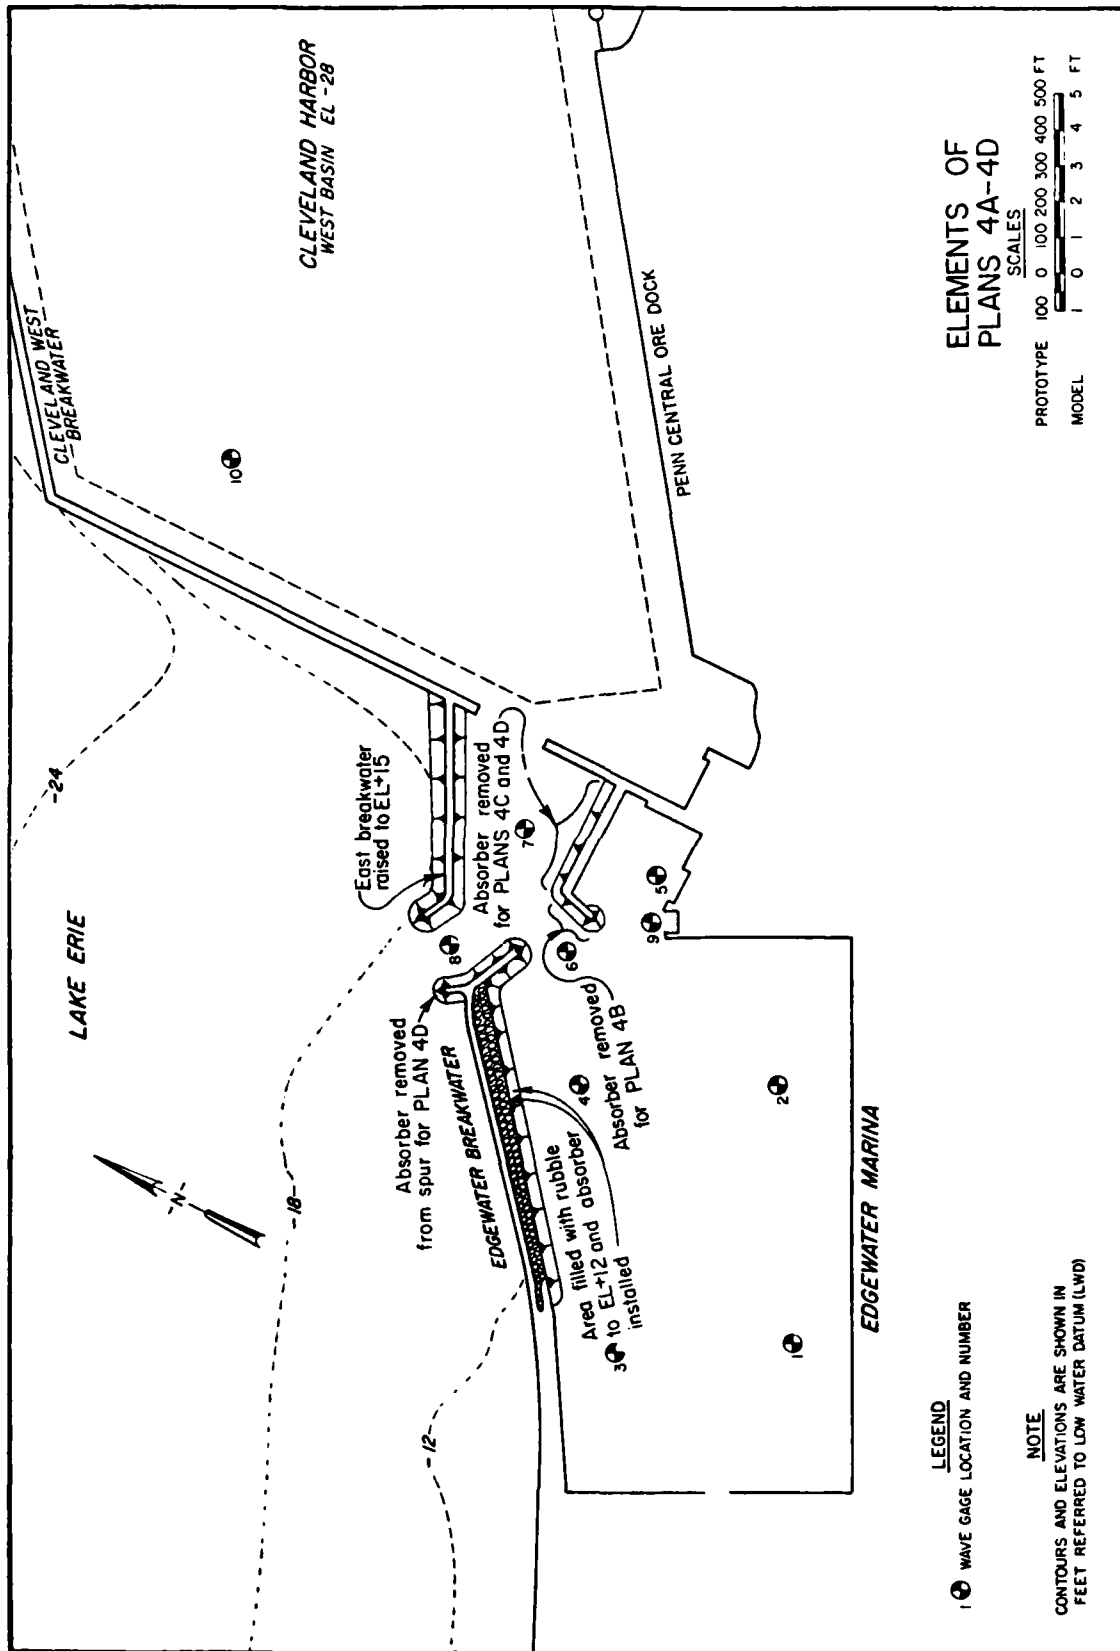 LAKE ERIE
CLEVELAND HARBOR
WEST BASIN EL -28
CLEVELAND WEST
BREAKWATER
-24
-18-
-12-
-N-
East breakwater
raised to EL+15
Absorber removed
for PLANS 4C and 4D
Absorber removed
from spur for PLAN 4D
EDGEWATER BREAKWATER
Absorber removed
for PLAN 4B
Area filled with rubble
to EL+12 and absorber
installed
PENN CENTRAL ORE DOCK
EDGEWATER MARINA
1
2
3
4
5
6
7
8
9
10
LEGEND
1 WAVE GAGE LOCATION AND NUMBER
NOTE
CONTOURS AND ELEVATIONS ARE SHOWN IN
FEET REFERRED TO LOW WATER DATUM (LWD)
ELEMENTS OF
PLANS 4A-4D
SCALES
PROTOTYPE 100 0 100 200 300 400 500 FT
MODEL 1 0 1 2 3 4 5 FT